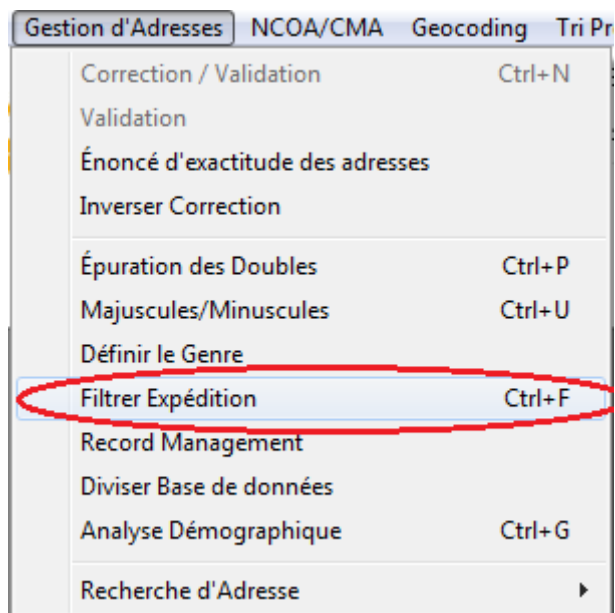 Gestion d'Adresses NCOA/CMA Geocoding Tri Pr
Correction / Validation Ctrl+N
Validation
Énoncé d'exactitude des adresses
Inverser Correction
Épuration des Doubles Ctrl+P
Majuscules/Minuscules Ctrl+U
Définir le Genre
Filtrer Expédition Ctrl+F
Record Management
Diviser Base de données
Analyse Démographique Ctrl+G
Recherche d'Adresse